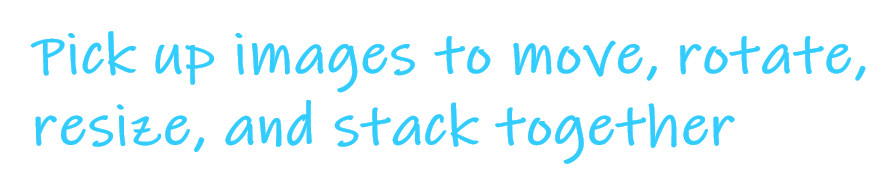 Pick up images to move, rotate,
resize, and stack together